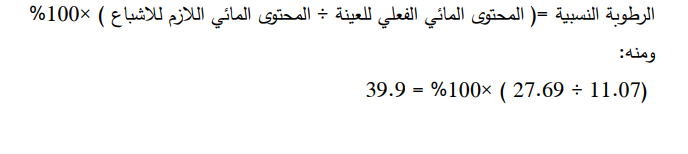 الرطوبة النسبية =( المحتوى المائي الفعلي للعينة ÷ المحتوى المائي اللازم للاشباع ) ×100%
ومنه:
(11.07 ÷ 27.69 ) ×100% = 39.9